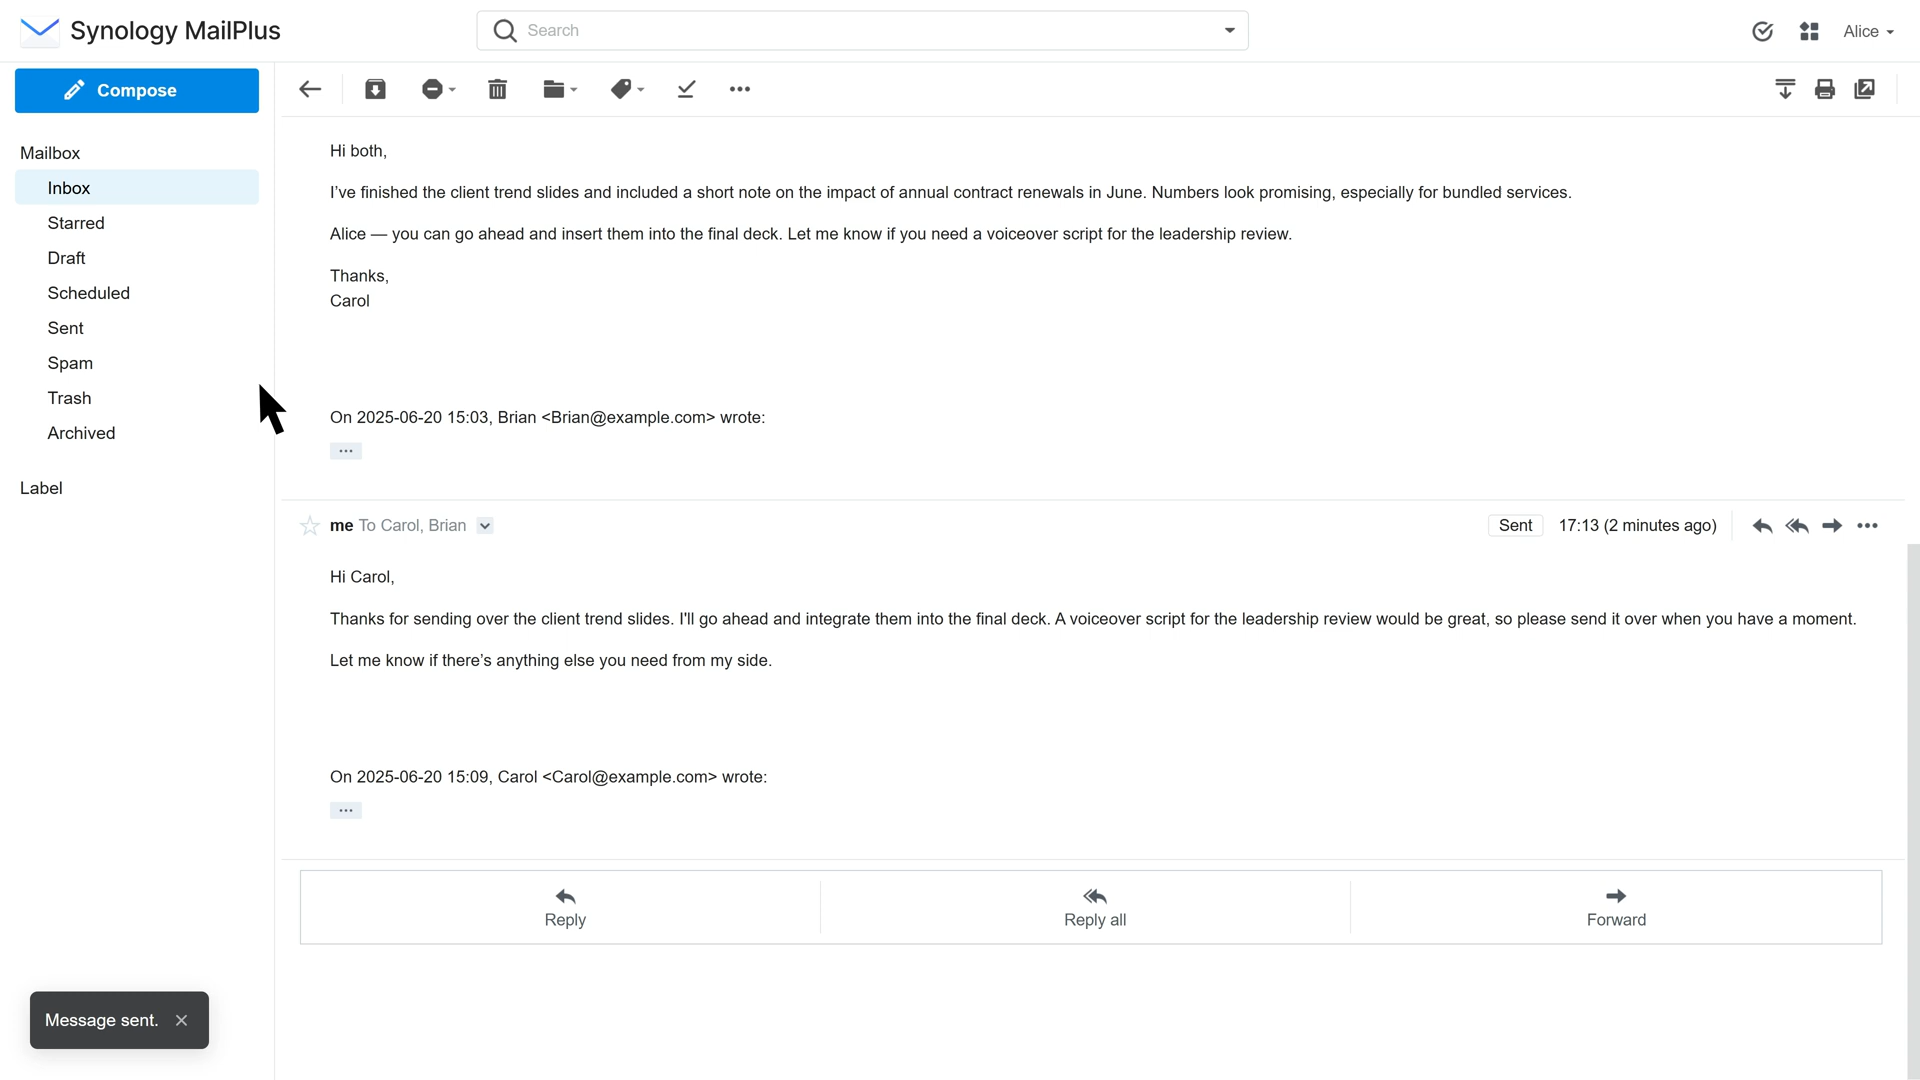 Synology MailPlus
Search
Alice
Compose
Mailbox
Inbox
Starred
Draft
Scheduled
Sent
Spam
Trash
Archived
Label
Hi both,
I’ve finished the client trend slides and included a short note on the impact of annual contract renewals in June. Numbers look promising, especially for bundled services.
Alice — you can go ahead and insert them into the final deck. Let me know if you need a voiceover script for the leadership review.
Thanks,
Carol
On 2025-06-20 15:03, Brian <Brian@example.com> wrote:
me To Carol, Brian
Sent 17:13 (2 minutes ago)
Hi Carol,
Thanks for sending over the client trend slides. I'll go ahead and integrate them into the final deck. A voiceover script for the leadership review would be great, so please send it over when you have a moment.
Let me know if there’s anything else you need from my side.
On 2025-06-20 15:09, Carol <Carol@example.com> wrote:
Reply
Reply all
Forward
Message sent.